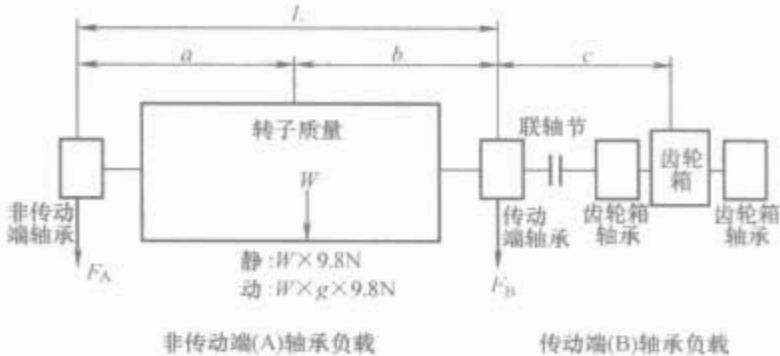 L
a
b
c
转子质量
联轴节
齿轮
箱
W
非传动
端轴承
传动
端轴承
齿轮箱
轴承
齿轮箱
轴承
F_A
静:W×9.8N
动:W×g×9.8N
F_B
非传动端(A)轴承负载
传动端(B)轴承负载